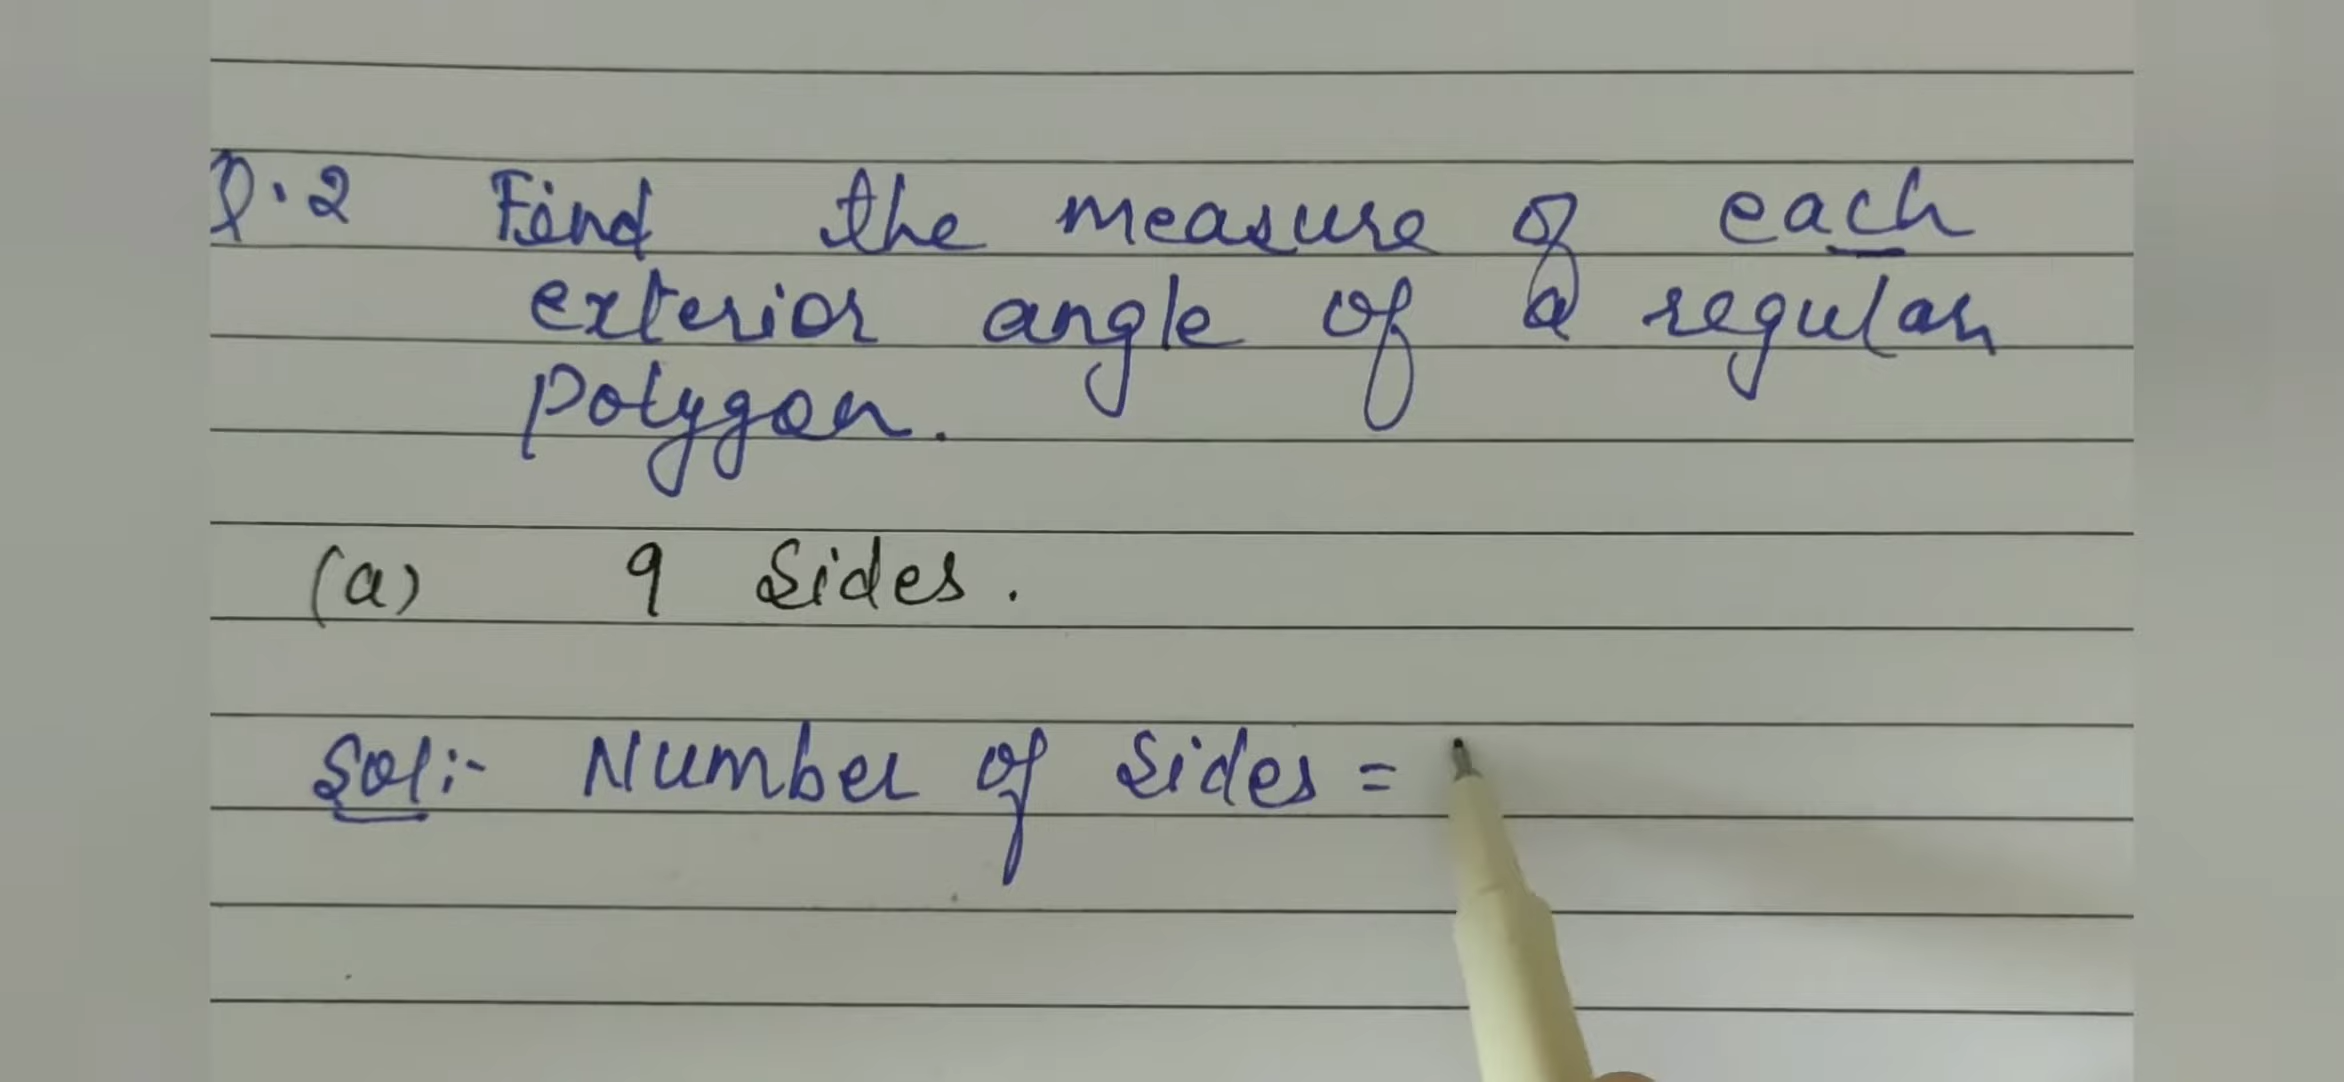 Q.2 Find the measure of each
exterior angle of a regular
polygon.
(a) 9 Sides.
Sol:- Number of Sides =